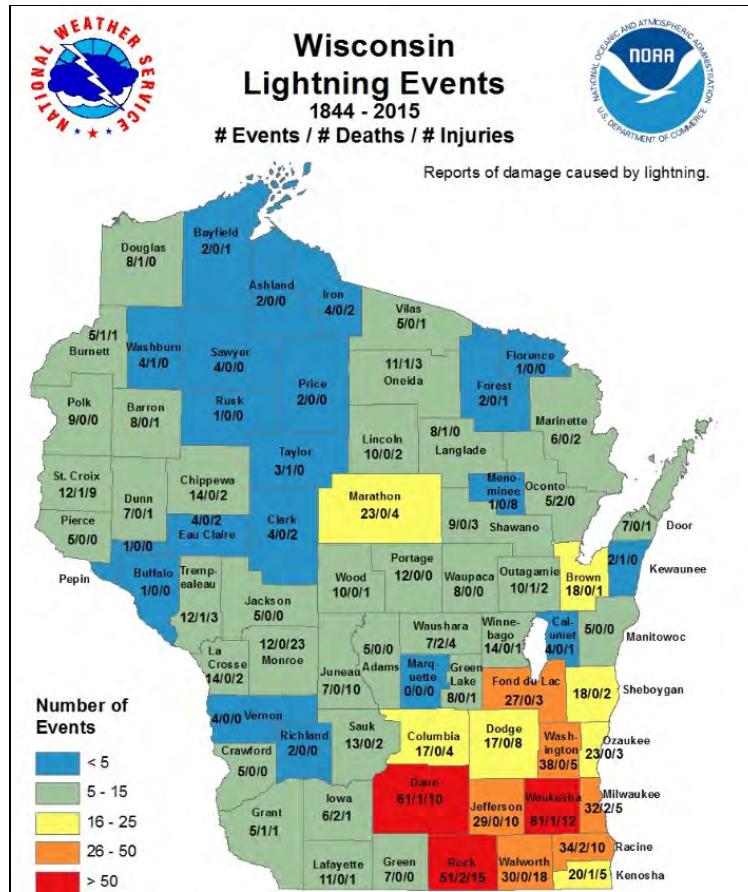 NATIONAL WEATHER SERVICE
Wisconsin
Lightning Events
1844 - 2015
# Events / # Deaths / # Injuries
NATIONAL OCEANIC AND ATMOSPHERIC ADMINISTRATION
NOAA
U.S. DEPARTMENT OF COMMERCE
Reports of damage caused by lightning.
Douglas
8/1/0
Bayfield
2/0/1
Ashland
2/0/0
Iron
4/0/2
Vilas
5/0/1
5/1/1
Burnett
Washburn
4/1/0
Sawyer
4/0/0
Price
2/0/0
11/1/3
Oneida
Forest
2/0/1
Florence
1/0/0
Polk
9/0/0
Barron
8/0/1
Rusk
1/0/0
Taylor
3/1/0
Lincoln
10/0/2
8/1/0
Langlade
Marinette
6/0/2
St. Croix
12/1/9
Dunn
7/0/1
Chippewa
14/0/2
Marathon
23/0/4
Meno-
minee
1/0/8
Oconto
5/2/0
Pierce
5/0/0
4/0/2
Eau Claire
Clark
4/0/2
9/0/3
Shawano
7/0/1
Door
1/0/0
Pepin
Buffalo
1/0/0
Tremp-
ealeau
12/1/3
Jackson
5/0/0
Wood
10/0/1
Portage
12/0/0
Waupaca
8/0/0
Outagamie
10/1/2
Brown
18/0/1
2/1/0
Kewaunee
La
Crosse
14/0/2
12/0/23
Monroe
Juneau
7/0/10
5/0/0
Adams
Waushara
7/2/4
Winne-
bago
14/0/1
Cal-
umet
4/0/1
5/0/0
Manitowoc
Marq-
uette
0/0/0
Green
Lake
8/0/1
Fond du Lac
27/0/3
18/0/2
Sheboygan
4/0/0 Vernon
Richland
2/0/0
Sauk
13/0/2
Columbia
17/0/4
Dodge
17/0/8
Wash-
ington
38/0/5
Ozaukee
23/0/3
Crawford
5/0/0
Grant
5/1/1
Iowa
6/2/1
Dane
61/1/10
Jefferson
29/0/10
Waukesha
81/1/12
Milwaukee
32/2/5
Lafayette
11/0/1
Green
7/0/0
Rock
51/2/15
Walworth
30/0/18
34/2/10
Racine
20/1/5
Kenosha
Number of
Events
< 5
5 - 15
16 - 25
26 - 50
> 50